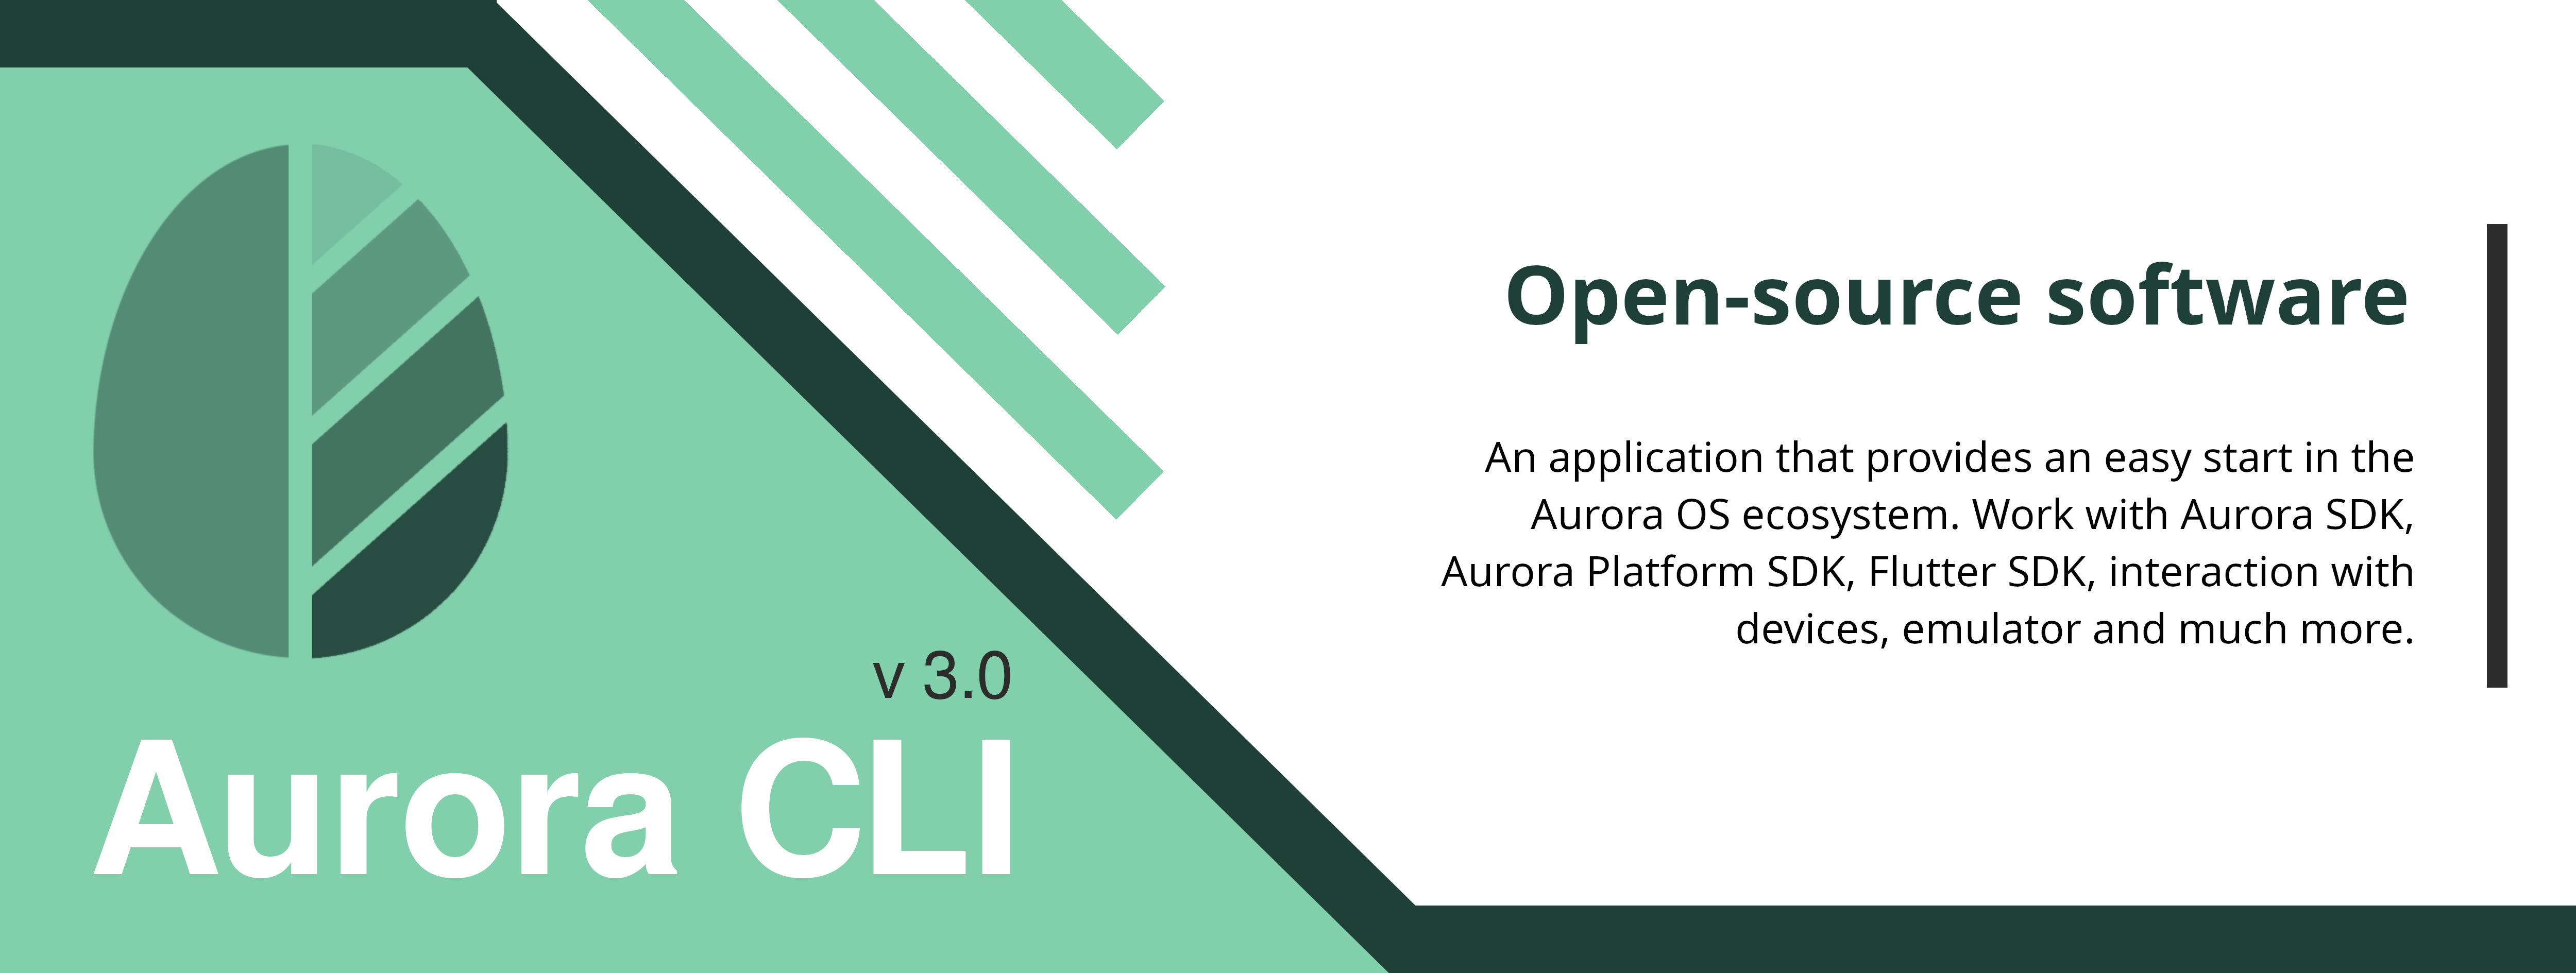 v 3.0
Aurora CLI
Open-source software
An application that provides an easy start in the
Aurora OS ecosystem. Work with Aurora SDK,
Aurora Platform SDK, Flutter SDK, interaction with
devices, emulator and much more.